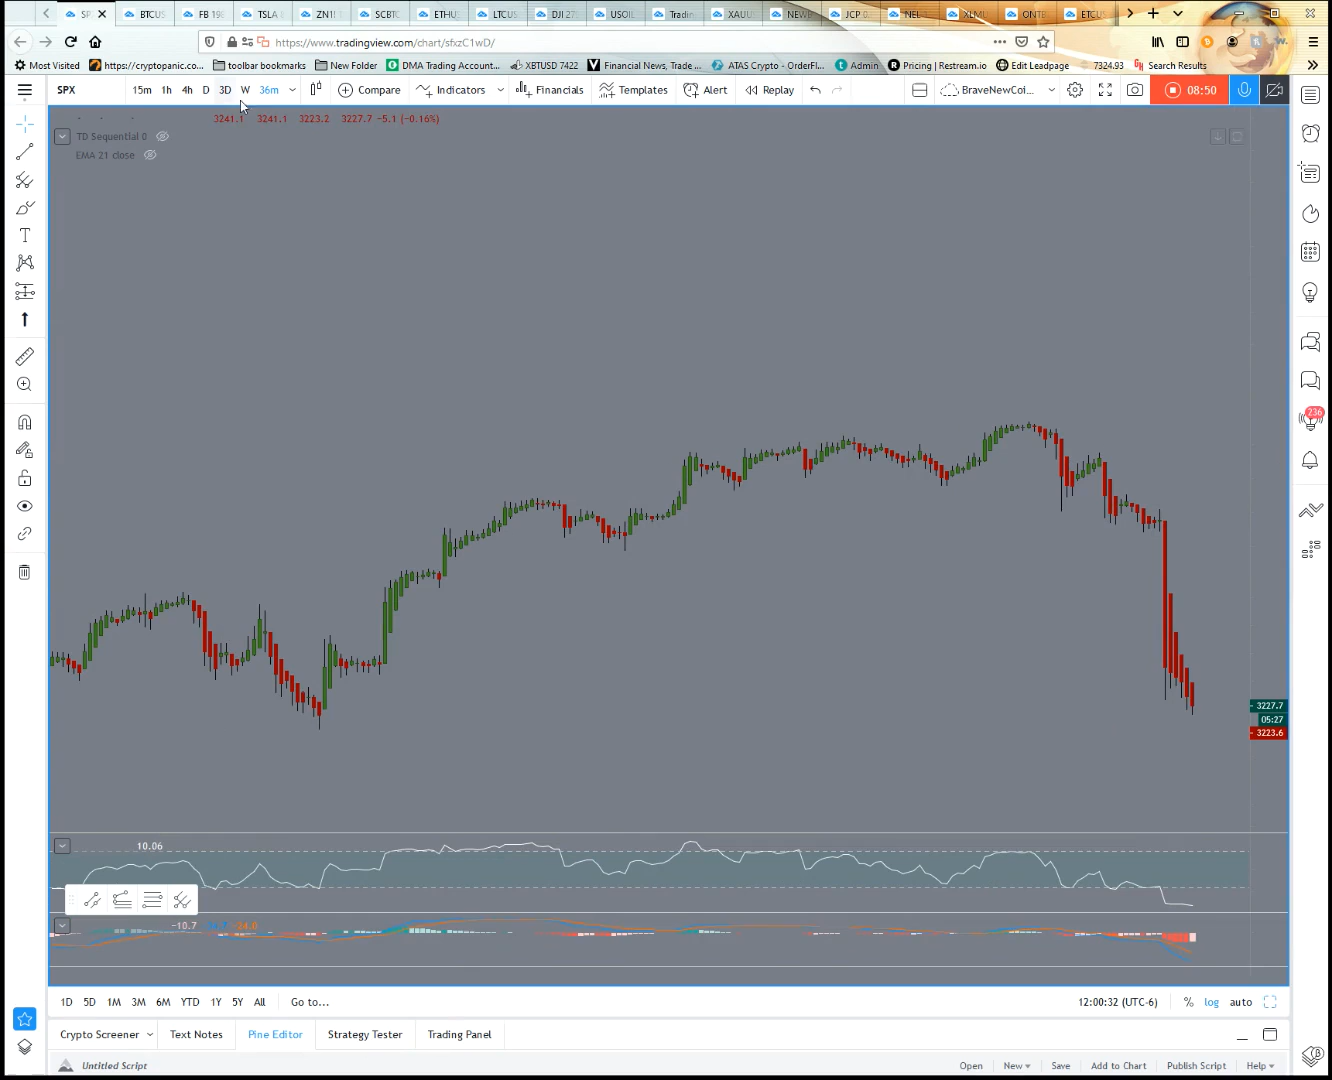 SP BTCUS FB 19 TSLA ZN1! SCBTC ETHU LTCUS DJI 27 USOIL Tradin XAUU NEWB JCP 0. NEL XLM ONTB ETCUS
https://www.tradingview.com/chart/sfxzC1wD/
Most Visited https://cryptopanic.co... toolbar bookmarks New Folder DMA Trading Account... XBTUSD 7422 Financial News, Trade ... ATAS Crypto - OrderFl... Admin Pricing | Restream.io Edit Leadpage 7324.93 Search Results
SPX 15m 1h 4h D 3D W 36m Compare Indicators Financials Templates Alert Replay BraveNewCoi... 08:50
3241.1 3241.1 3223.2 3227.7 −5.1 (−0.16%)
TD Sequential 0
EMA 21 close
236
3227.7
05:27
3223.6
10.06
−10.7 −24.0
1D 5D 1M 3M 6M YTD 1Y 5Y All Go to... 12:00:32 (UTC-6) % log auto
Crypto Screener Text Notes Pine Editor Strategy Tester Trading Panel
Untitled Script Open New Save Add to Chart Publish Script Help